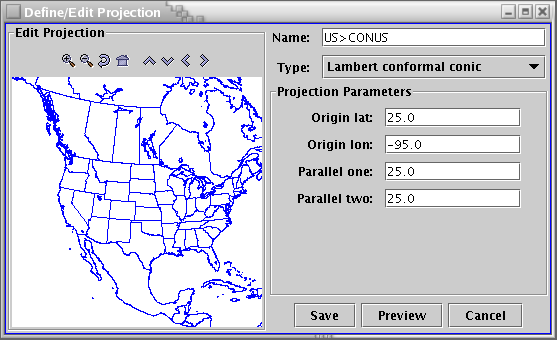 Define/Edit Projection
Edit Projection
Name: US>CONUS
Type: Lambert conformal conic
Projection Parameters
Origin lat: 25.0
Origin lon: -95.0
Parallel one: 25.0
Parallel two: 25.0
Save Preview Cancel